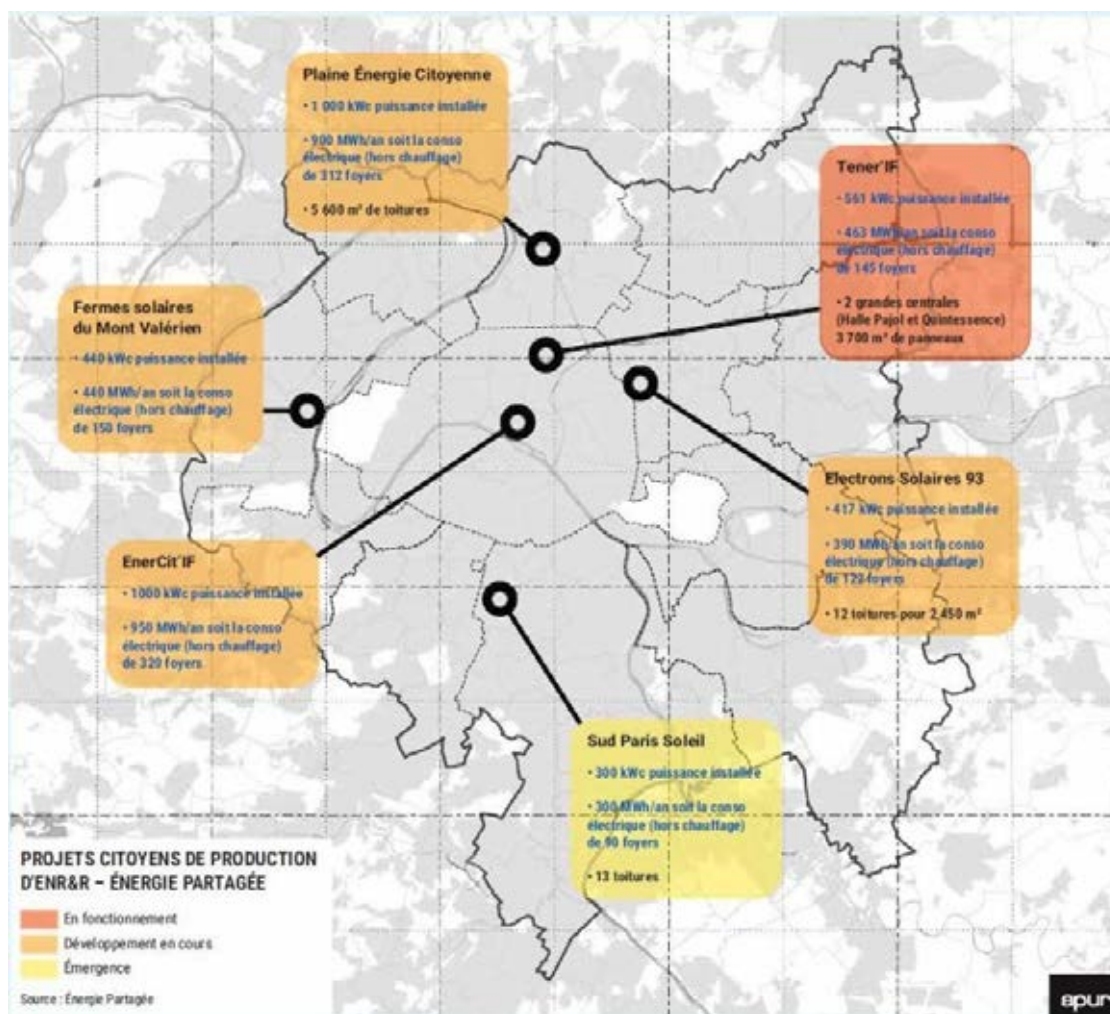 Plaine Énergie Citoyenne
• 1 000 kWc puissance installée
• 900 MWh/an soit la conso
électrique (hors chauffage)
de 312 foyers
• 5 600 m² de toitures
Tener'IF
• 561 kWc puissance installée
• 463 MWh/an soit la conso
électrique (hors chauffage)
de 145 foyers
• 2 grandes centrales
(Halle Pajol et Quintessence)
3 700 m² de panneaux
Fermes solaires
du Mont Valérien
• 440 kWc puissance installée
• 440 MWh/an soit la conso
électrique (hors chauffage)
de 150 foyers
Electrons Solaires 93
• 417 kWc puissance installée
• 390 MWh/an soit la conso
électrique (hors chauffage)
de 122 foyers
• 12 toitures pour 2 450 m²
EnerCit'IF
• 1000 kWc puissance installée
• 950 MWh/an soit la conso
électrique (hors chauffage)
de 320 foyers
Sud Paris Soleil
• 300 kWc puissance installée
• 300 MWh/an soit la conso
électrique (hors chauffage)
de 90 foyers
• 13 toitures
PROJETS CITOYENS DE PRODUCTION
D'ENR&R – ÉNERGIE PARTAGÉE
En fonctionnement
Développement en cours
Émergence
Source : Énergie Partagée
apur